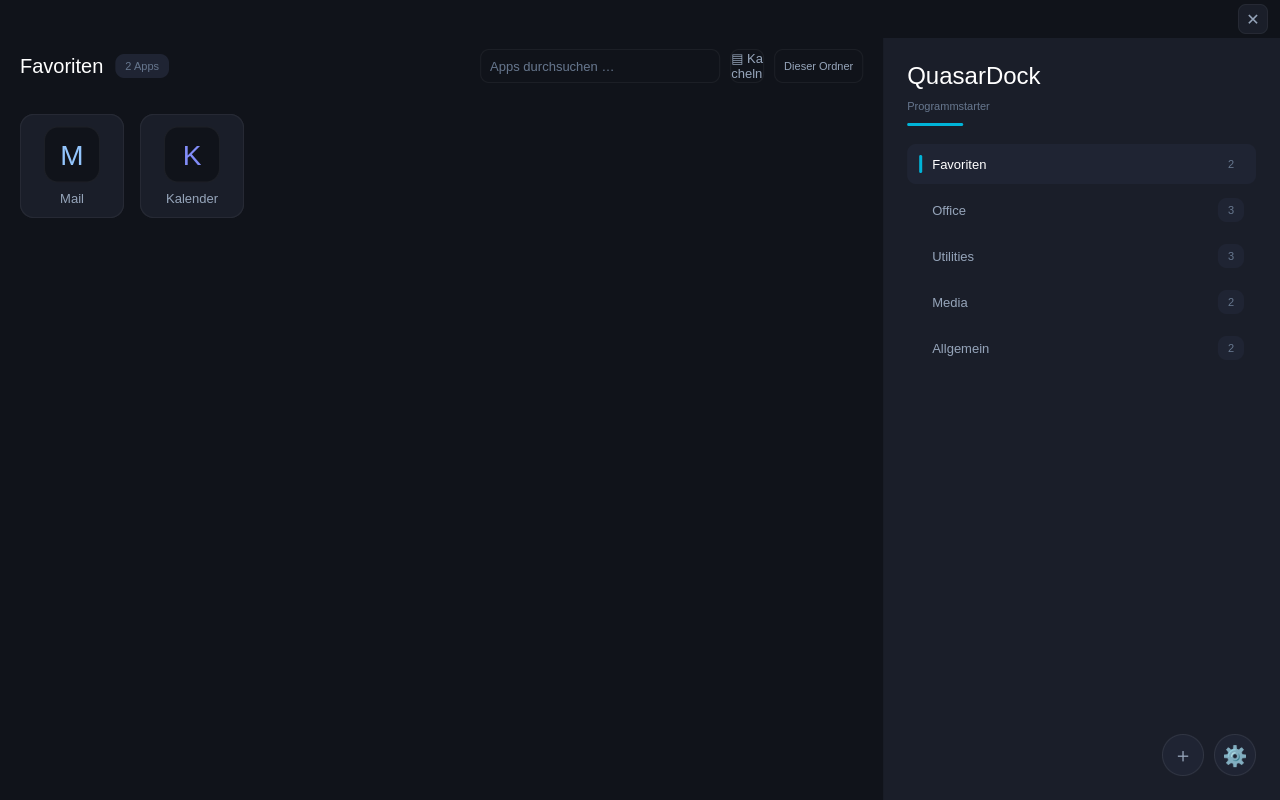 ✕
Favoriten
2 Apps
Apps durchsuchen …
▤ Ka
cheln
Dieser Ordner
M
Mail
K
Kalender
QuasarDock
Programmstarter
Favoriten 2
Office 3
Utilities 3
Media 2
Allgemein 2
+